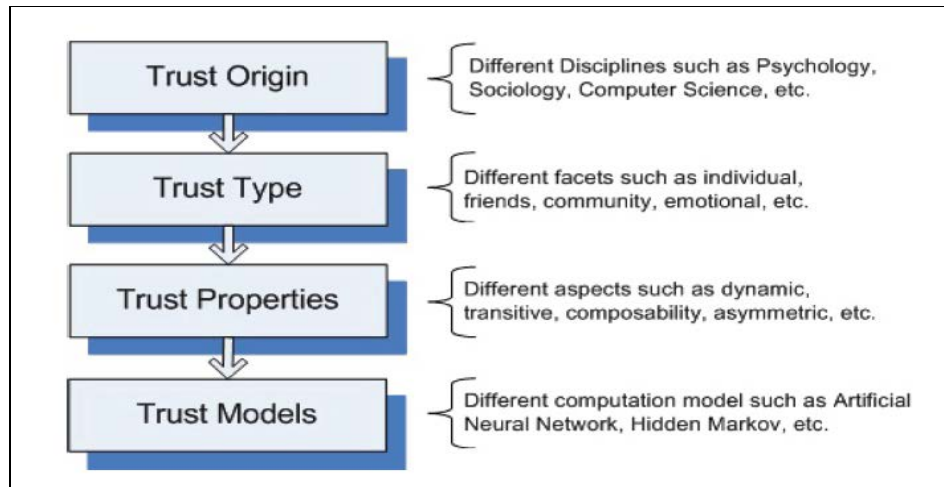 Trust Origin
Different Disciplines such as Psychology,
Sociology, Computer Science, etc.
Trust Type
Different facets such as individual,
friends, community, emotional, etc.
Trust Properties
Different aspects such as dynamic,
transitive, composability, asymmetric, etc.
Trust Models
Different computation model such as Artificial
Neural Network, Hidden Markov, etc.